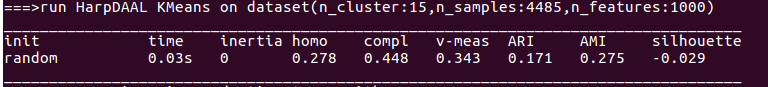 ===>run HarpDAAL KMeans on dataset(n_cluster:15,n_samples:4485,n_features:1000)
init time inertia homo compl v-meas ARI AMI silhouette
random 0.03s 0 0.278 0.448 0.343 0.171 0.275 -0.029